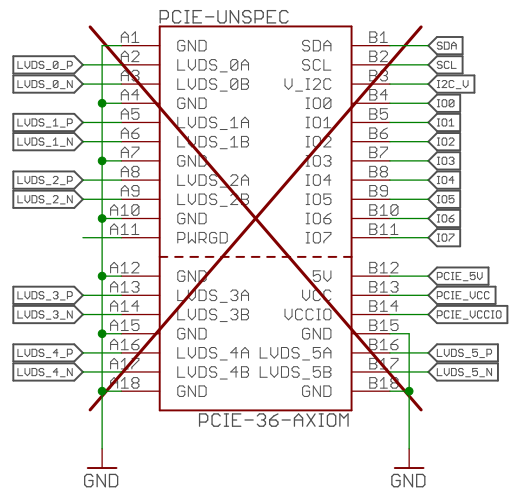 PCIE-UNSPEC
A1 GND SDA B1 SDA
LVDS_0_P A2 LVDS_0A SCL B2 SCL
LVDS_0_N A3 LVDS_0B V_I2C B3 I2C_V
A4 GND IO0 B4 IO0
LVDS_1_P A5 LVDS_1A IO1 B5 IO1
LVDS_1_N A6 LVDS_1B IO2 B6 IO2
A7 GND IO3 B7 IO3
LVDS_2_P A8 LVDS_2A IO4 B8 IO4
LVDS_2_N A9 LVDS_2B IO5 B9 IO5
A10 GND IO6 B10 IO6
A11 PWRGD IO7 B11 IO7
A12 GND 5V B12 PCIE_5V
LVDS_3_P A13 LVDS_3A VCC B13 PCIE_VCC
LVDS_3_N A14 LVDS_3B VCCIO B14 PCIE_VCCIO
A15 GND GND B15
LVDS_4_P A16 LVDS_4A LVDS_5A B16 LVDS_5_P
LVDS_4_N A17 LVDS_4B LVDS_5B B17 LVDS_5_N
A18 GND GND B18
PCIE-36-AXIOM
GND GND